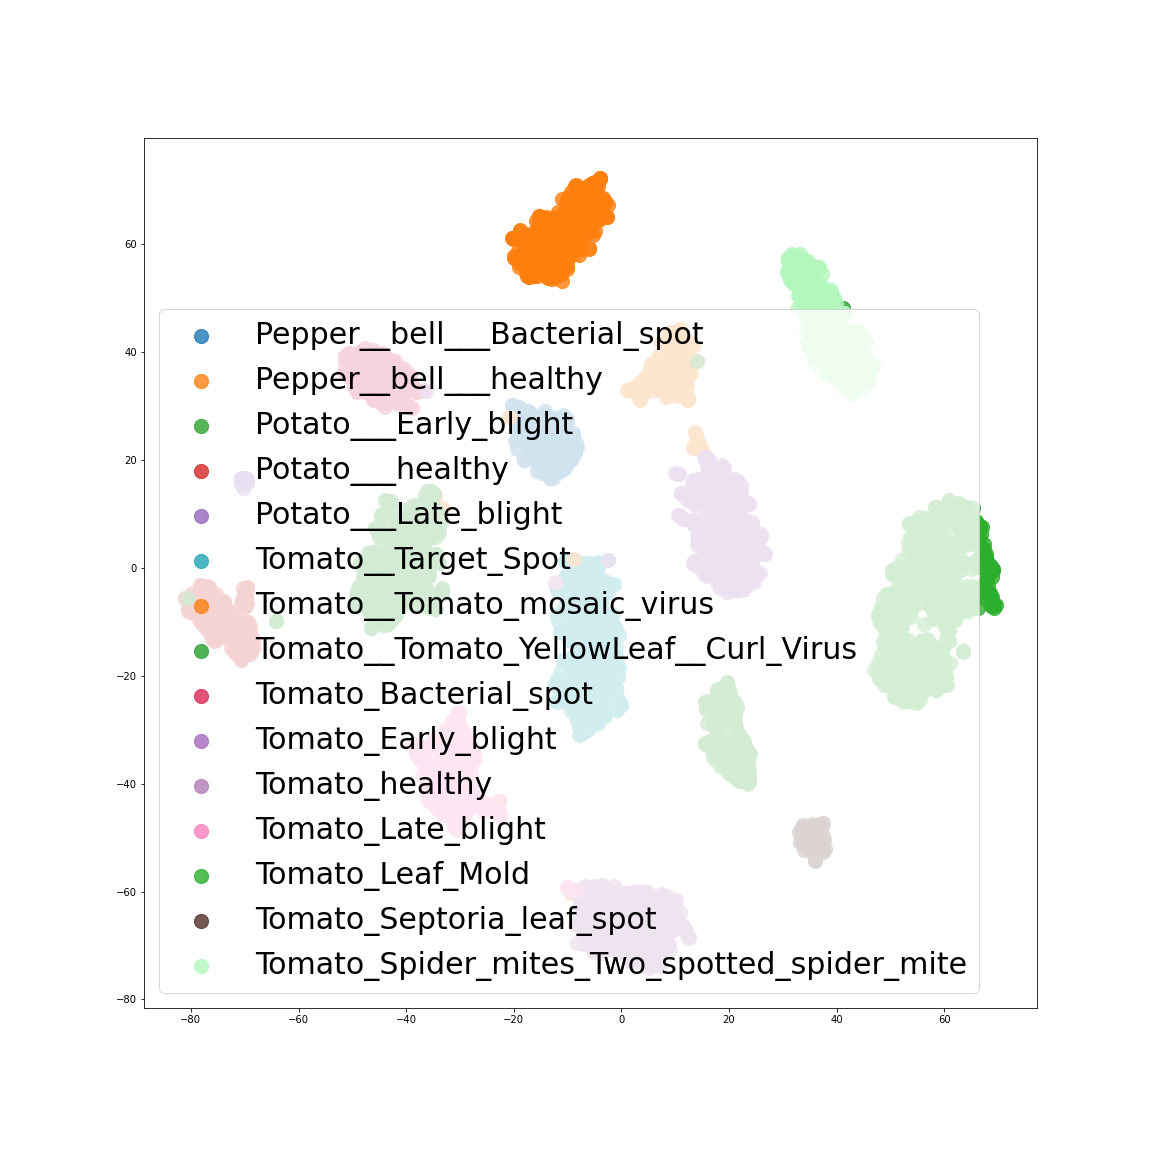 60
40
20
0
−20
−40
−60
−80
Pepper__bell___Bacterial_spot
Pepper__bell___healthy
Potato___Early_blight
Potato___healthy
Potato___Late_blight
Tomato__Target_Spot
Tomato__Tomato_mosaic_virus
Tomato__Tomato_YellowLeaf__Curl_Virus
Tomato_Bacterial_spot
Tomato_Early_blight
Tomato_healthy
Tomato_Late_blight
Tomato_Leaf_Mold
Tomato_Septoria_leaf_spot
Tomato_Spider_mites_Two_spotted_spider_mite
−80 −60 −40 −20 0 20 40 60